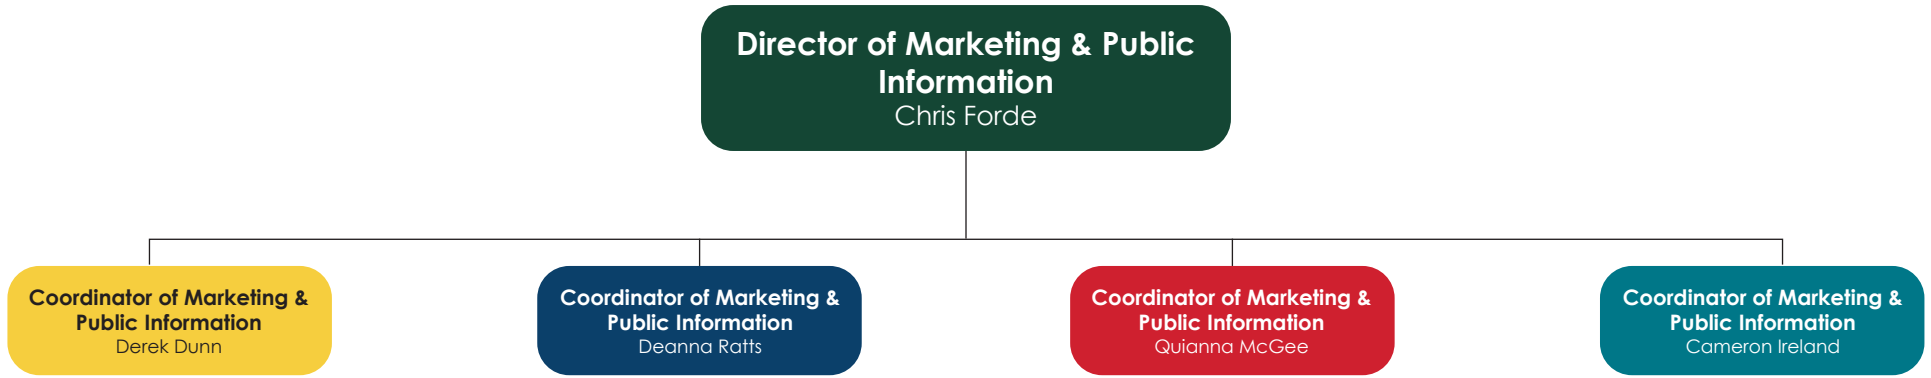 Director of Marketing & Public
Information
Chris Forde
Coordinator of Marketing &
Public Information
Derek Dunn
Coordinator of Marketing &
Public Information
Deanna Ratts
Coordinator of Marketing &
Public Information
Quianna McGee
Coordinator of Marketing &
Public Information
Cameron Ireland